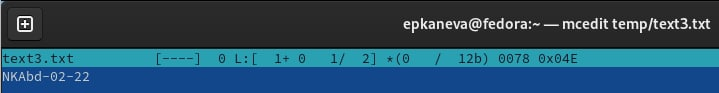 epkaneva@fedora:~ — mcedit temp/text3.txt
text3.txt [----] 0 L:[ 1+ 0 1/ 2] *(0 / 12b) 0078 0x04E
NKAbd-02-22